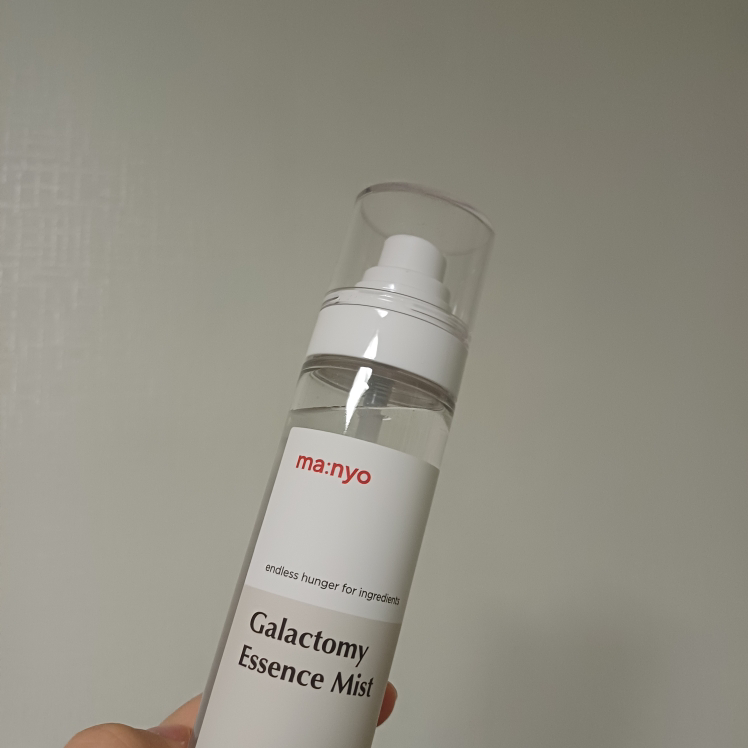 ma:nyo
endless hunger for ingredients
Galactomy
Essence Mist